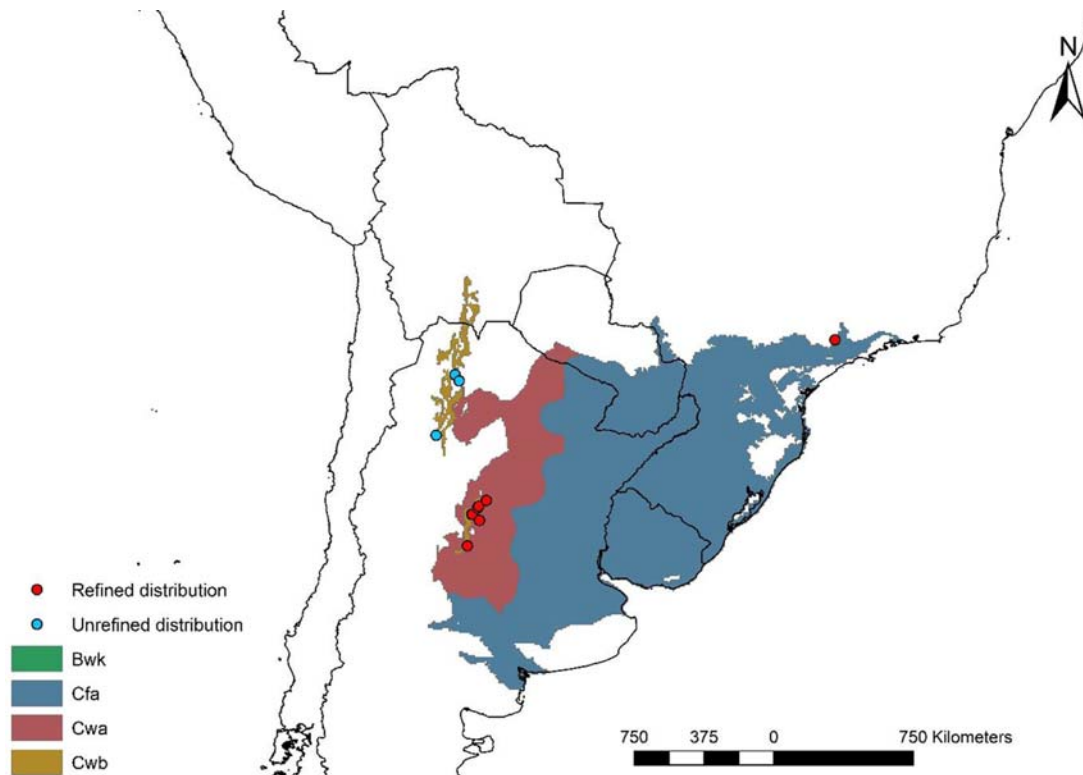 N
Refined distribution
Unrefined distribution
Bwk
Cfa
Cwa
Cwb
750 375 0 750 Kilometers